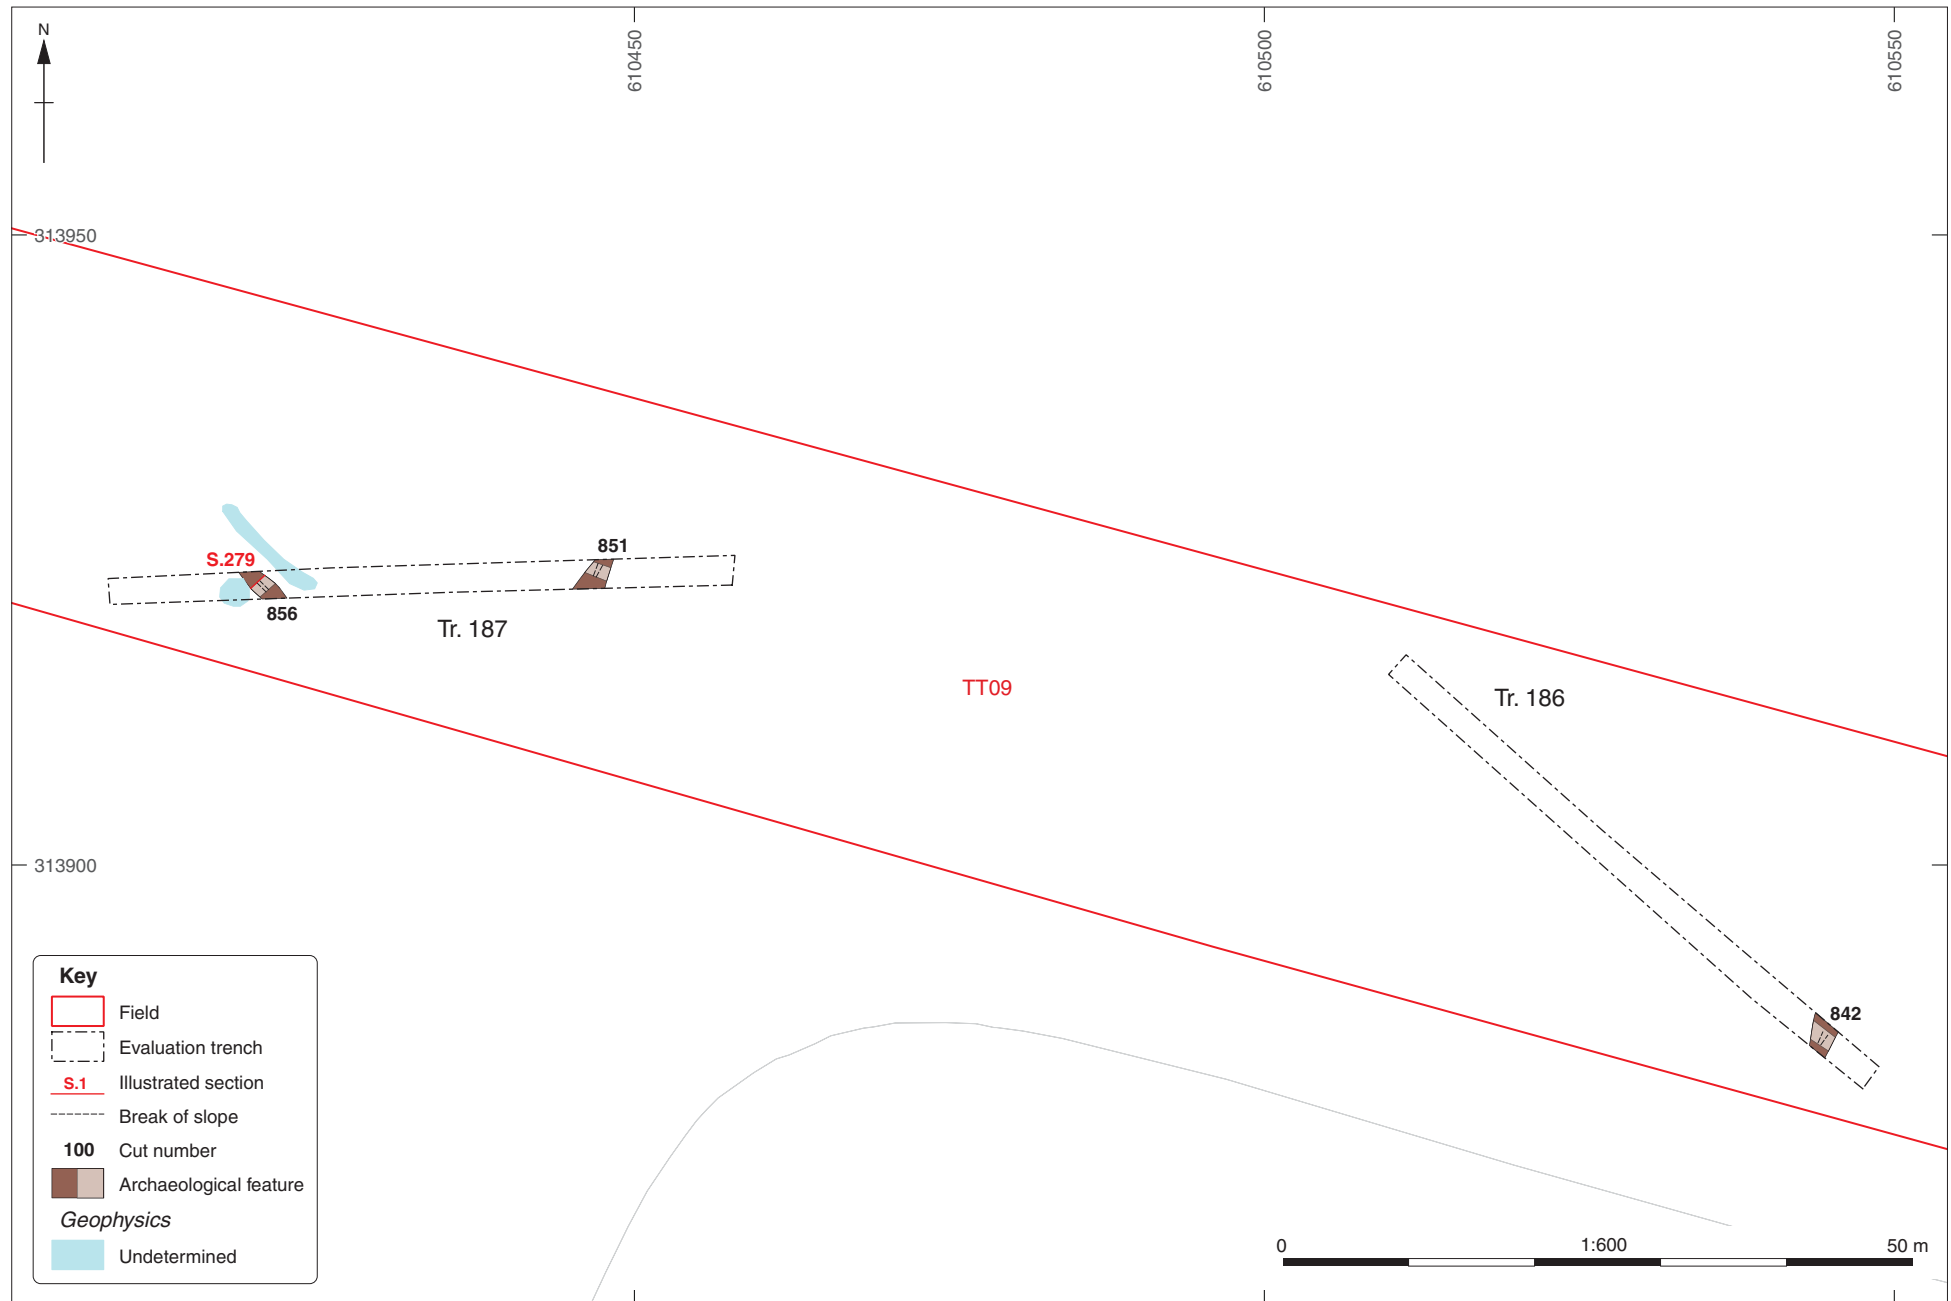 N
610450
610500
610550
313950
851
S.279
856
Tr. 187
TT09
Tr. 186
313900
842
Key
Field
Evaluation trench
S.1 Illustrated section
Break of slope
100 Cut number
Archaeological feature
Geophysics
Undetermined
0 1:600 50 m